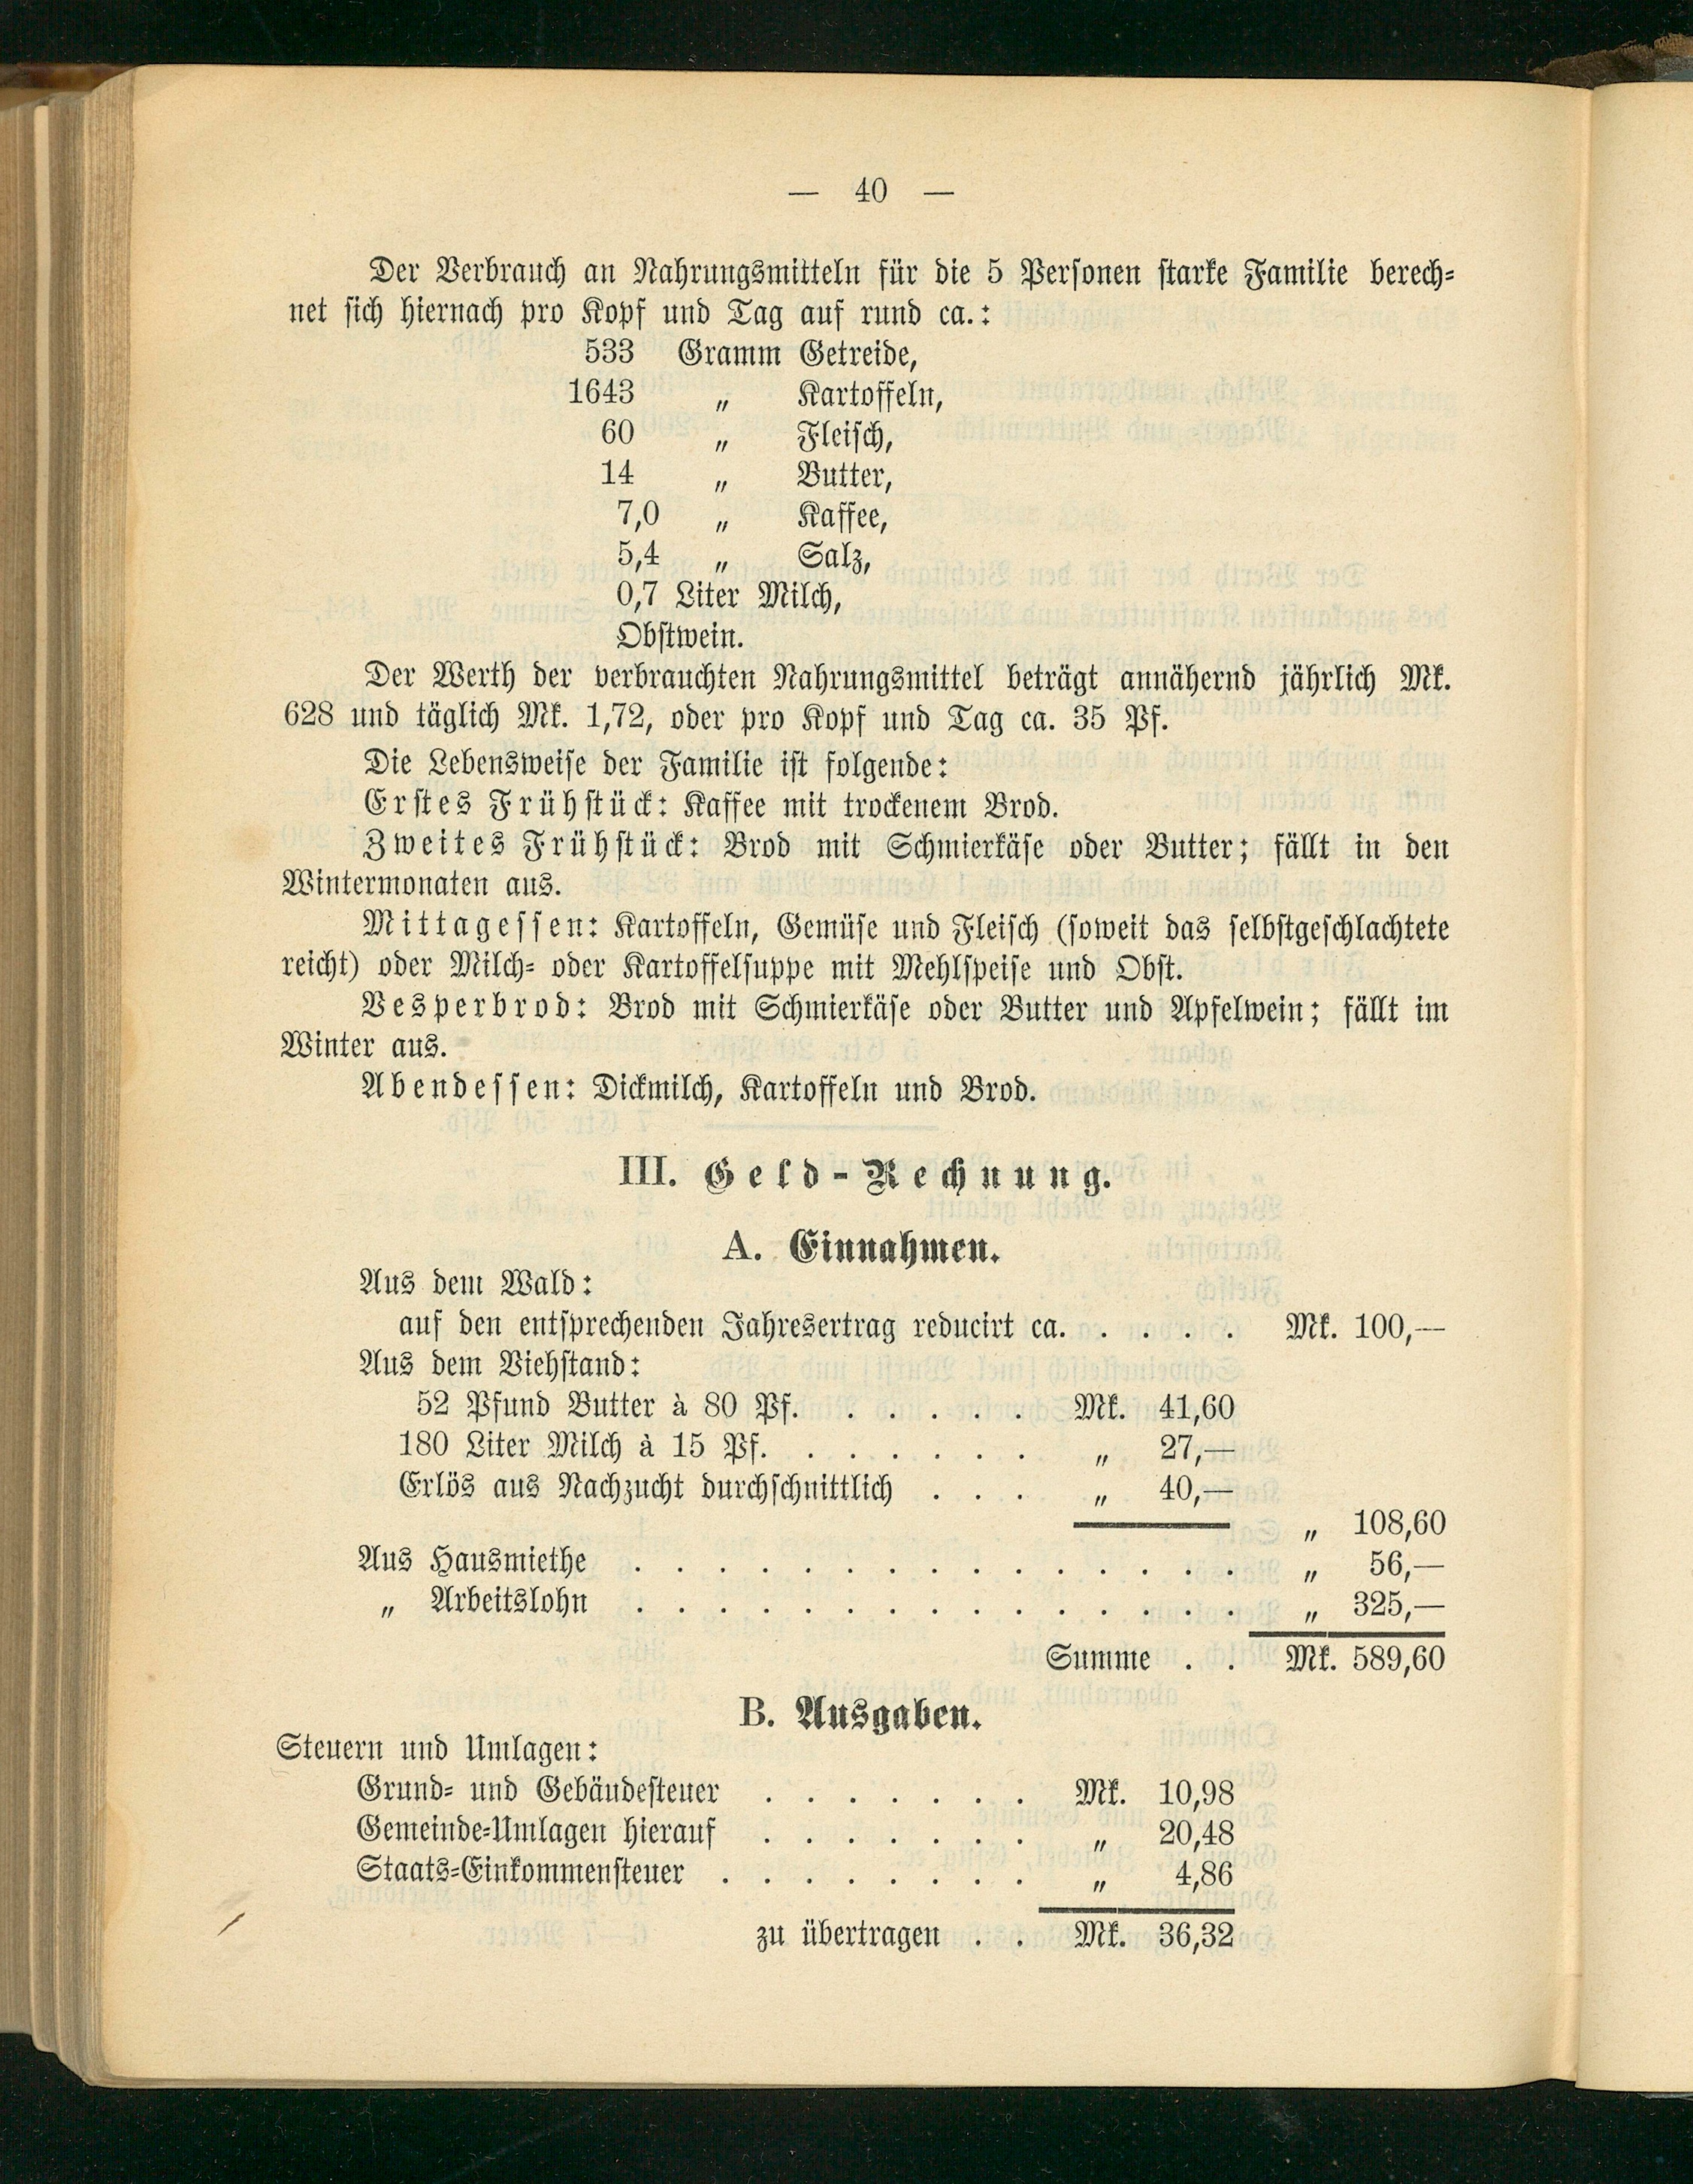 — 40 —
Der Verbrauch an Nahrungsmitteln für die 5 Personen starke Familie berech-
net sich hiernach pro Kopf und Tag auf rund ca.:
533 Gramm Getreide,
1643 „ Kartoffeln,
60 „ Fleisch,
14 „ Butter,
7,0 „ Kaffee,
5,4 „ Salz,
0,7 Liter Milch,
Obstwein.
Der Werth der verbrauchten Nahrungsmittel beträgt annähernd jährlich Mk.
628 und täglich Mk. 1,72, oder pro Kopf und Tag ca. 35 Pf.
Die Lebensweise der Familie ist folgende:
Erstes Frühstück: Kaffee mit trockenem Brod.
Zweites Frühstück: Brod mit Schmierkäse oder Butter; fällt in den
Wintermonaten aus.
Mittagessen: Kartoffeln, Gemüse und Fleisch (soweit das selbstgeschlachtete
reicht) oder Milch- oder Kartoffelsuppe mit Mehlspeise und Obst.
Vesperbrod: Brod mit Schmierkäse oder Butter und Apfelwein; fällt im
Winter aus.
Abendessen: Dickmilch, Kartoffeln und Brod.
III. Geld-Rechnung.
A. Einnahmen.
Aus dem Wald:
auf den entsprechenden Jahresertrag reducirt ca. . . . . Mk. 100,—
Aus dem Viehstand:
52 Pfund Butter à 80 Pf. . . . . . Mk. 41,60
180 Liter Milch à 15 Pf. . . . . . . „ 27,—
Erlös aus Nachzucht durchschnittlich . . . „ 40,—
„ 108,60
Aus Hausmiethe . . . . . . . . . . . . . . . „ 56,—
„ Arbeitslohn . . . . . . . . . . . . . . . „ 325,—
Summe . . Mk. 589,60
B. Ausgaben.
Steuern und Umlagen:
Grund- und Gebäudesteuer . . . . . . . Mk. 10,98
Gemeinde-Umlagen hierauf . . . . . . . „ 20,48
Staats-Einkommensteuer . . . . . . . . „ 4,86
zu übertragen . . Mk. 36,32